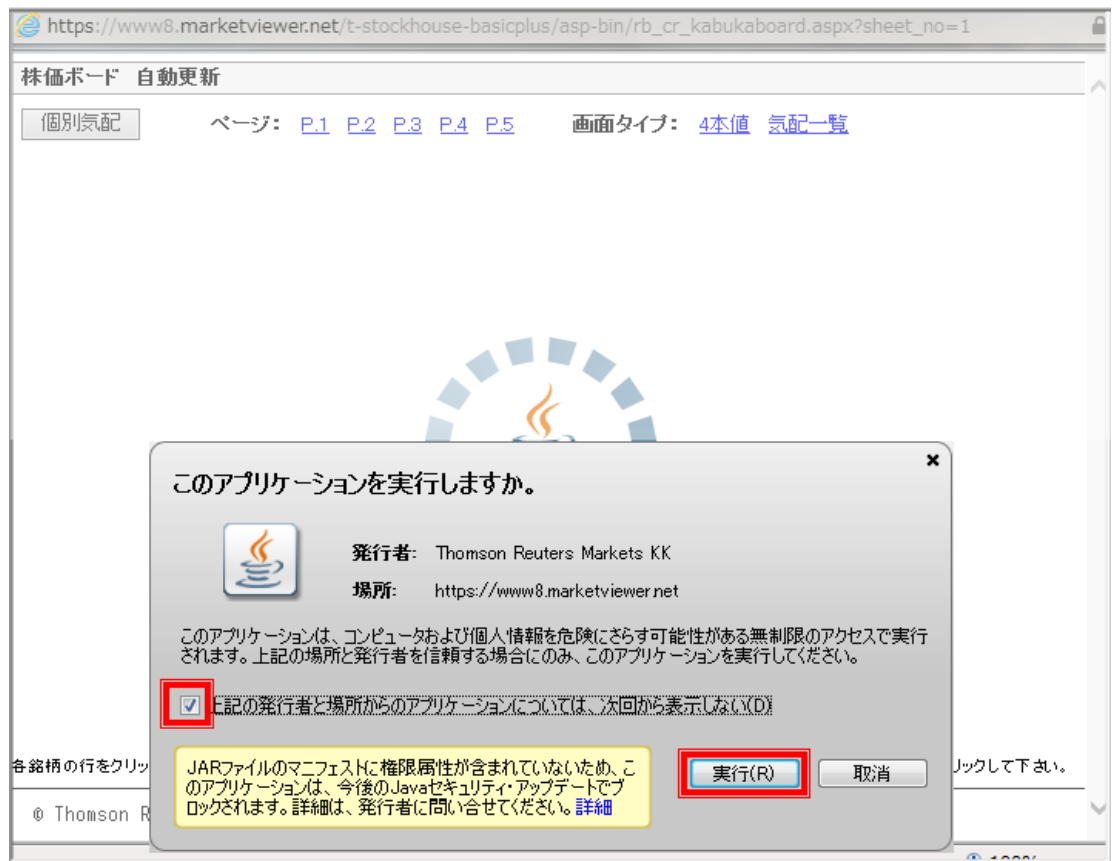 https://www8.marketviewer.net/t-stockhouse-basicplus/asp-bin/rb_cr_kabukaboard.aspx?sheet_no=1
株価ボード 自動更新
個別気配 ページ: P.1 P.2 P.3 P.4 P.5 画面タイプ: 4本値 気配一覧
このアプリケーションを実行しますか。
発行者: Thomson Reuters Markets KK
場所: https://www8.marketviewer.net
このアプリケーションは、コンピュータおよび個人情報を危険にさらす可能性がある無制限のアクセスで実行
されます。上記の場所と発行者を信頼する場合にのみ、このアプリケーションを実行してください。
上記の発行者と場所からのアプリケーションについては、次回から表示しない(D)
各銘柄の行をクリッ
リックして下さい。
JARファイルのマニフェストに権限属性が含まれていないため、こ
のアプリケーションは、今後のJavaセキュリティ・アップデートでブ
ロックされます。詳細は、発行者に問い合せてください。詳細
実行(R) 取消
© Thomson R